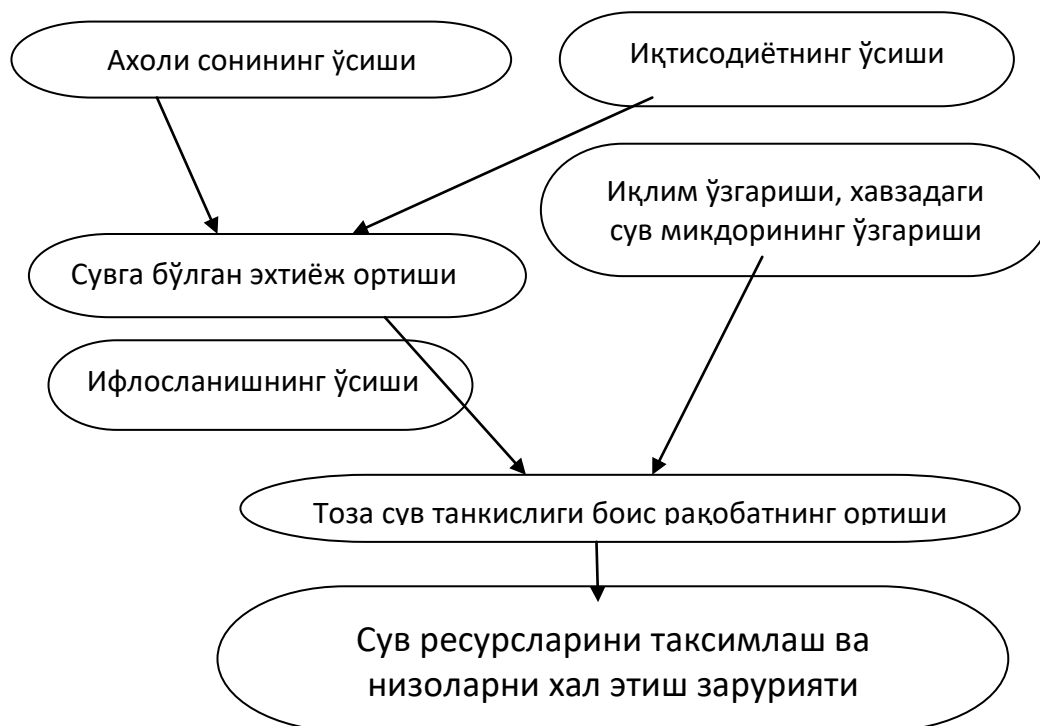 Ахоли сонининг ўсиши
Иқтисодиётнинг ўсиши
Иқлим ўзгариши, хавзадаги
сув микдорининг ўзгариши
Сувга бўлган эхтиёж ортиши
Ифлосланишнинг ўсиши
Тоза сув танкислиги боис рақобатнинг ортиши
Сув ресурсларини таксимлаш ва
низоларни хал этиш зарурияти